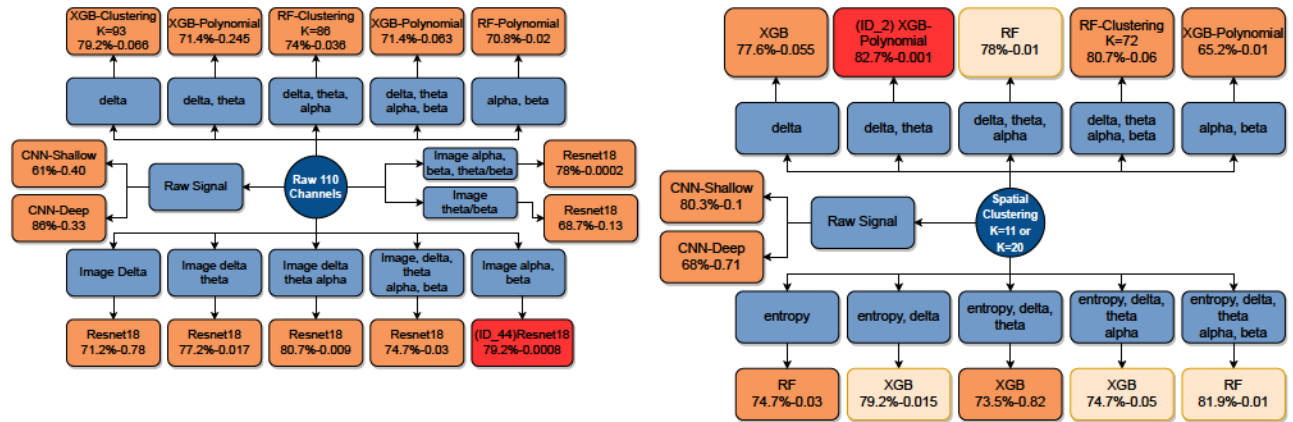 XGB-Clustering
K=93
79.2%-0.066
XGB-Polynomial
71.4%-0.245
RF-Clustering
K=86
74%-0.036
XGB-Polynomial
71.4%-0.063
RF-Polynomial
70.8%-0.02
delta
delta, theta
delta, theta,
alpha
delta, theta
alpha, beta
alpha, beta
CNN-Shallow
61%-0.40
CNN-Deep
86%-0.33
Raw Signal
Raw 110
Channels
Image alpha,
beta, theta/beta
Image
theta/beta
Resnet18
78%-0.0002
Resnet18
68.7%-0.13
Image Delta
Image delta
theta
Image delta
theta alpha
Image, delta,
theta
alpha, beta
Image alpha,
beta
Resnet18
71.2%-0.78
Resnet18
77.2%-0.017
Resnet18
80.7%-0.009
Resnet18
74.7%-0.03
(ID_44)Resnet18
79.2%-0.0008
XGB
77.6%-0.055
(ID_2) XGB-
Polynomial
82.7%-0.001
RF
78%-0.01
RF-Clustering
K=72
80.7%-0.06
XGB-Polynomial
65.2%-0.01
delta
delta, theta
delta, theta,
alpha
delta, theta
alpha, beta
alpha, beta
CNN-Shallow
80.3%-0.1
CNN-Deep
68%-0.71
Raw Signal
Spatial
Clustering
K=11 or
K=20
entropy
entropy, delta
entropy, delta,
theta
entropy, delta,
theta
alpha
entropy, delta,
theta
alpha, beta
RF
74.7%-0.03
XGB
79.2%-0.015
XGB
73.5%-0.82
XGB
74.7%-0.05
RF
81.9%-0.01